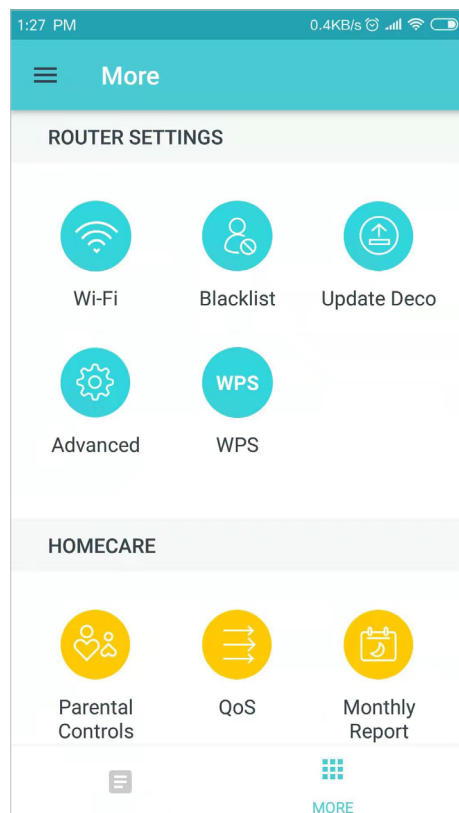 1:27 PM 0.4KB/s
More
ROUTER SETTINGS
Wi-Fi Blacklist Update Deco
WPS
Advanced WPS
HOMECARE
Parental Controls QoS Monthly Report
MORE